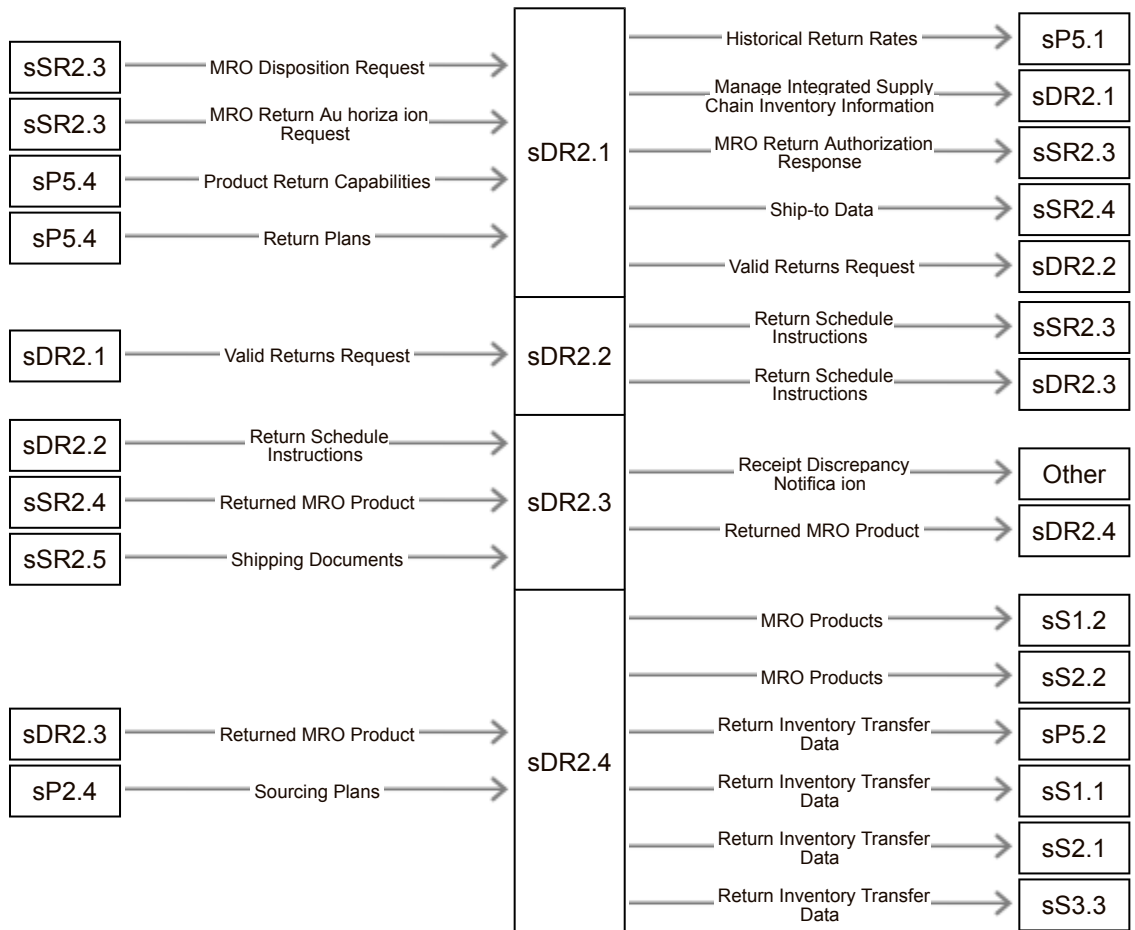 sSR2.3
MRO Disposition Request
sSR2.3
MRO Return Au horiza ion
Request
sP5.4
Product Return Capabilities
sP5.4
Return Plans
sDR2.1
Historical Return Rates
sP5.1
Manage Integrated Supply
Chain Inventory Information
sDR2.1
MRO Return Authorization
Response
sSR2.3
Ship-to Data
sSR2.4
Valid Returns Request
sDR2.2
sDR2.1
Valid Returns Request
sDR2.2
Return Schedule
Instructions
sSR2.3
Return Schedule
Instructions
sDR2.3
sDR2.2
Return Schedule
Instructions
sSR2.4
Returned MRO Product
sSR2.5
Shipping Documents
sDR2.3
Receipt Discrepancy
Notifica ion
Other
Returned MRO Product
sDR2.4
sDR2.3
Returned MRO Product
sP2.4
Sourcing Plans
sDR2.4
MRO Products
sS1.2
MRO Products
sS2.2
Return Inventory Transfer
Data
sP5.2
Return Inventory Transfer
Data
sS1.1
Return Inventory Transfer
Data
sS2.1
Return Inventory Transfer
Data
sS3.3